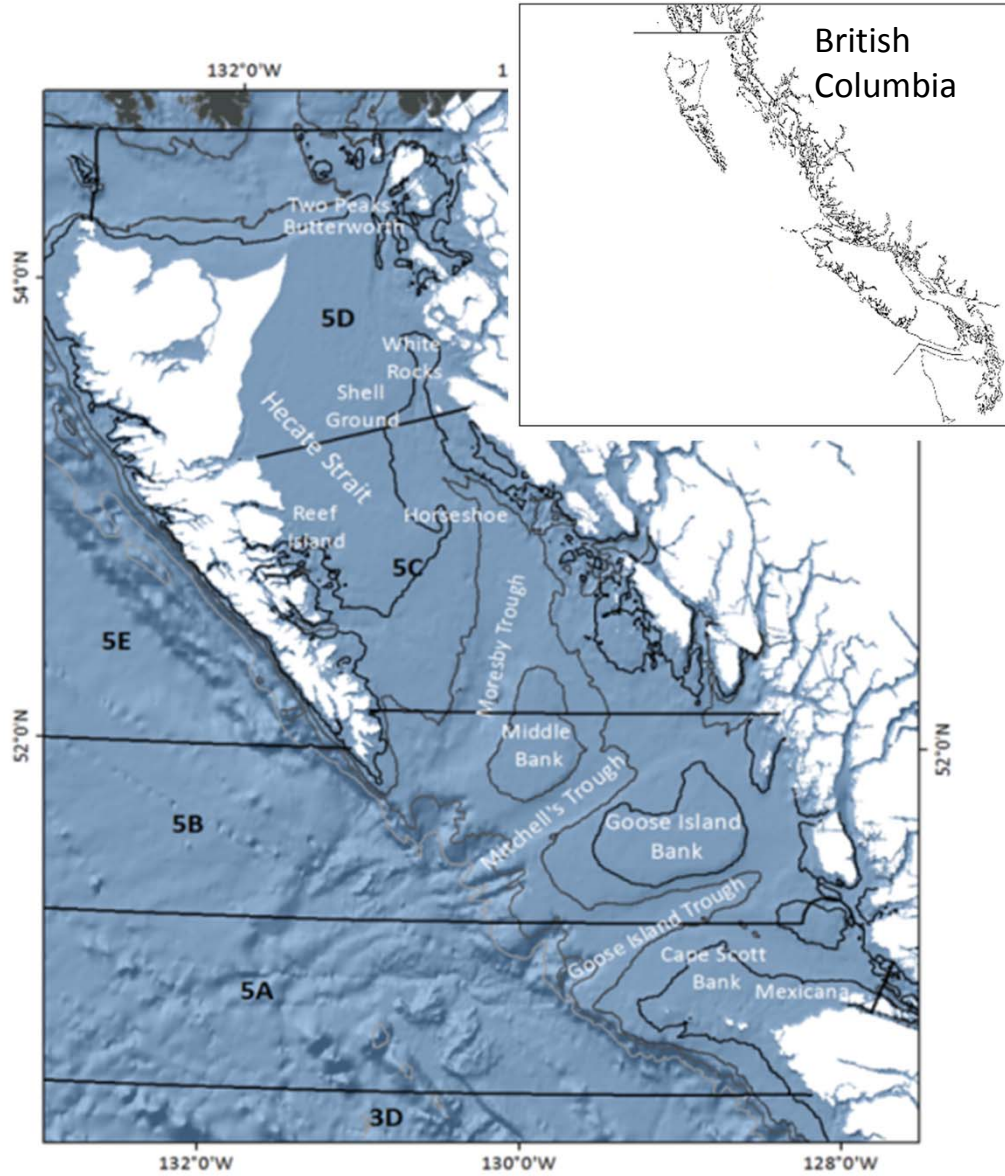 British
Columbia
132°0'W
1
Two Peaks
Butterworth
54°0'N
5D
White
Rocks
Shell
Ground
Hecate Strait
Reef
Island
Horseshoe
5C
5E
Moresby Trough
52°0'N
Middle
Bank
52°0'N
5B
Mitchell's Trough
Goose Island
Bank
Goose Island Trough
Cape Scott
Bank
Mexicana
5A
3D
132°0'W
130°0'W
128°0'W